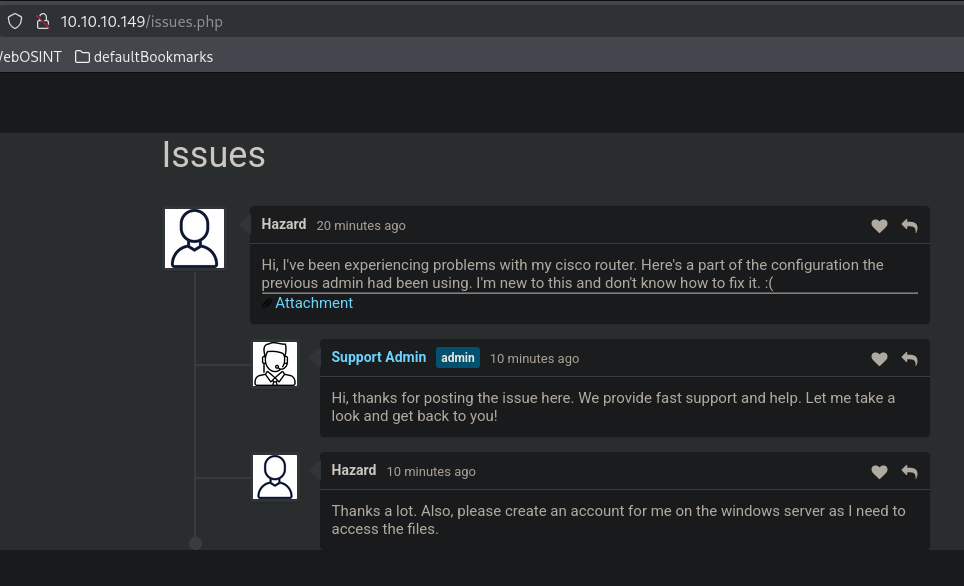 10.10.10.149/issues.php
/ebOSINT defaultBookmarks
Issues
Hazard 20 minutes ago
Hi, I've been experiencing problems with my cisco router. Here's a part of the configuration the
previous admin had been using. I'm new to this and don't know how to fix it. :(
Attachment
Support Admin admin 10 minutes ago
Hi, thanks for posting the issue here. We provide fast support and help. Let me take a
look and get back to you!
Hazard 10 minutes ago
Thanks a lot. Also, please create an account for me on the windows server as I need to
access the files.